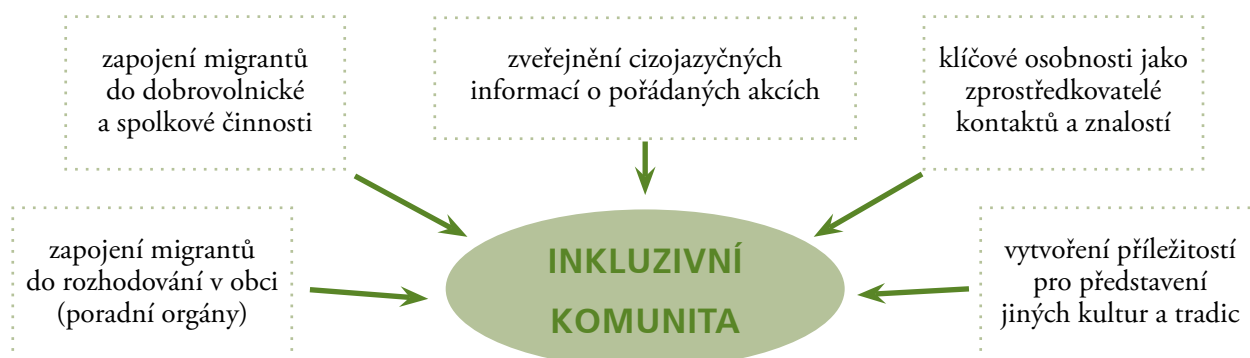 zapojení migrantů
do dobrovolnické
a spolkové činnosti
zveřejnění cizojazyčných
informací o pořádaných akcích
klíčové osobnosti jako
zprostředkovatelé
kontaktů a znalostí
zapojení migrantů
do rozhodování v obci
(poradní orgány)
INKLUZIVNÍ
KOMUNITA
vytvoření příležitostí
pro představení
jiných kultur a tradic